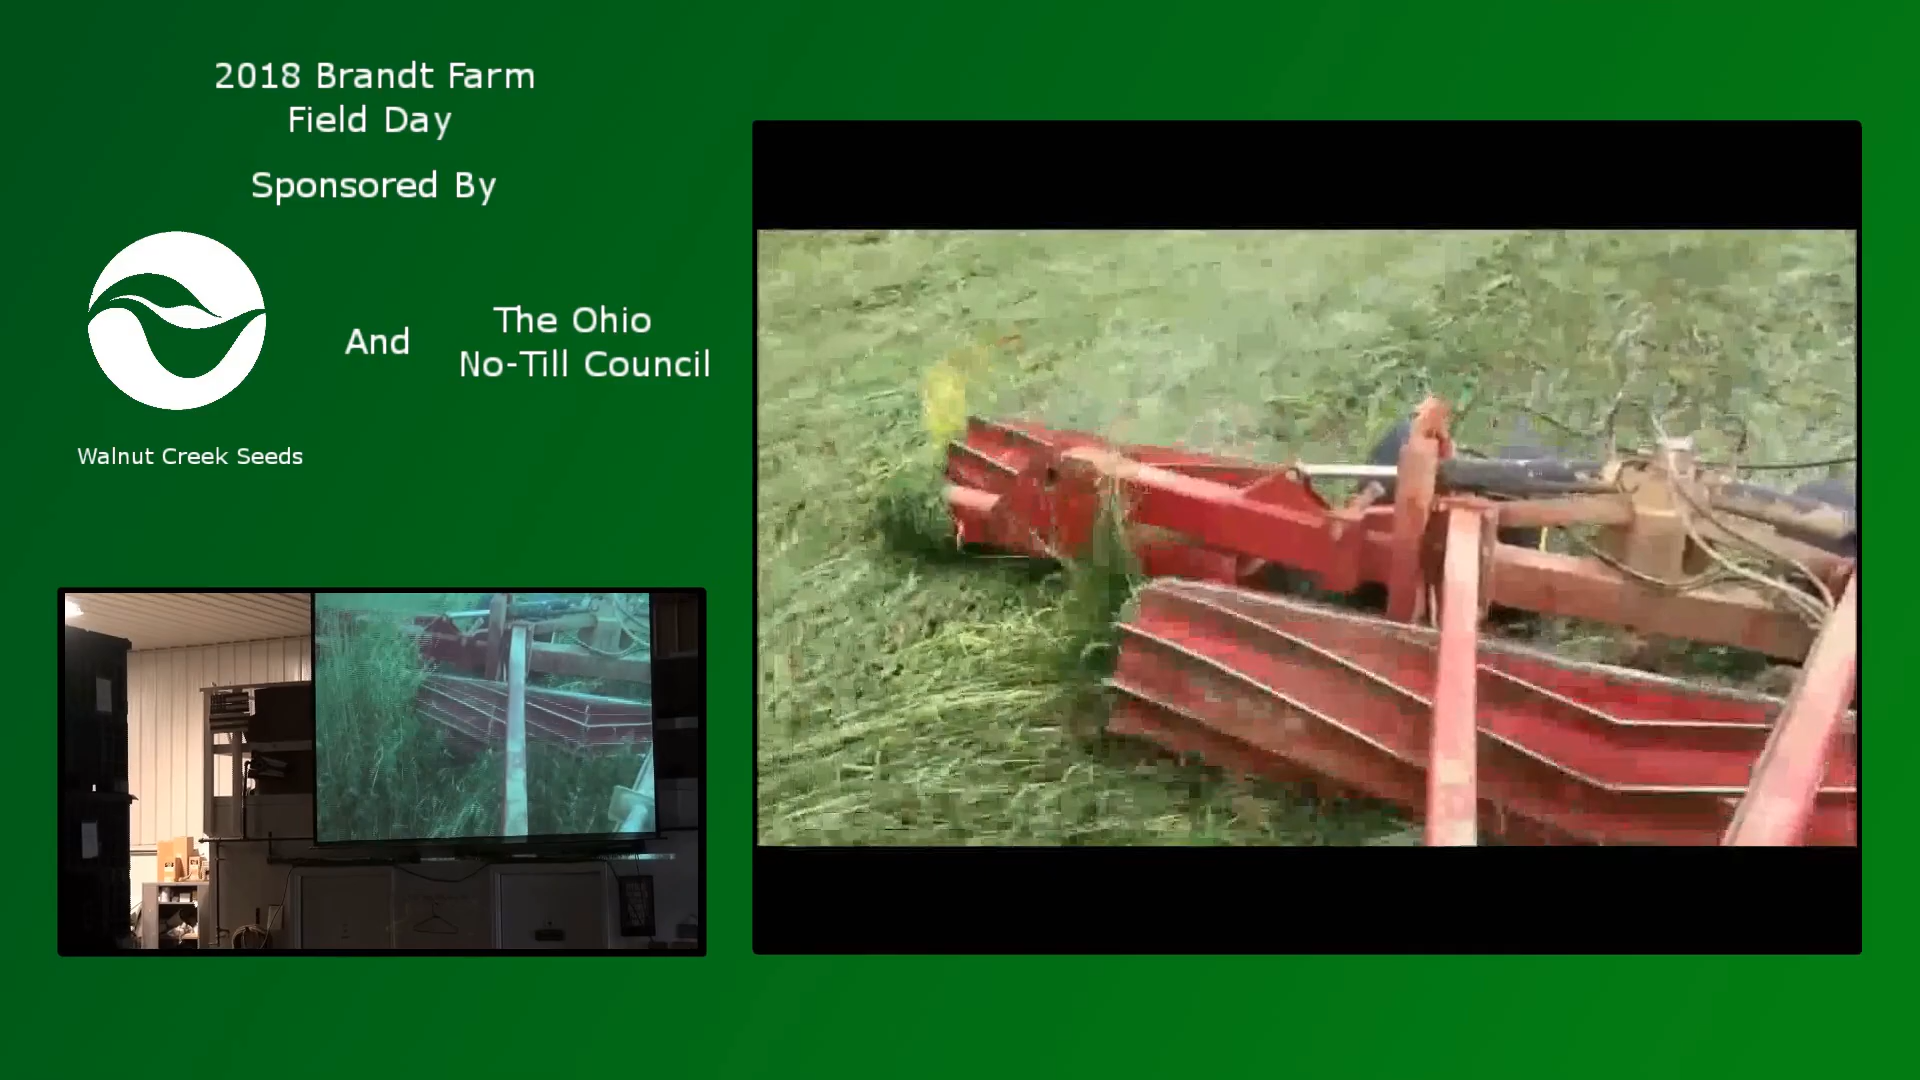 2018 Brandt Farm
Field Day
Sponsored By
And
The Ohio
No-Till Council
Walnut Creek Seeds